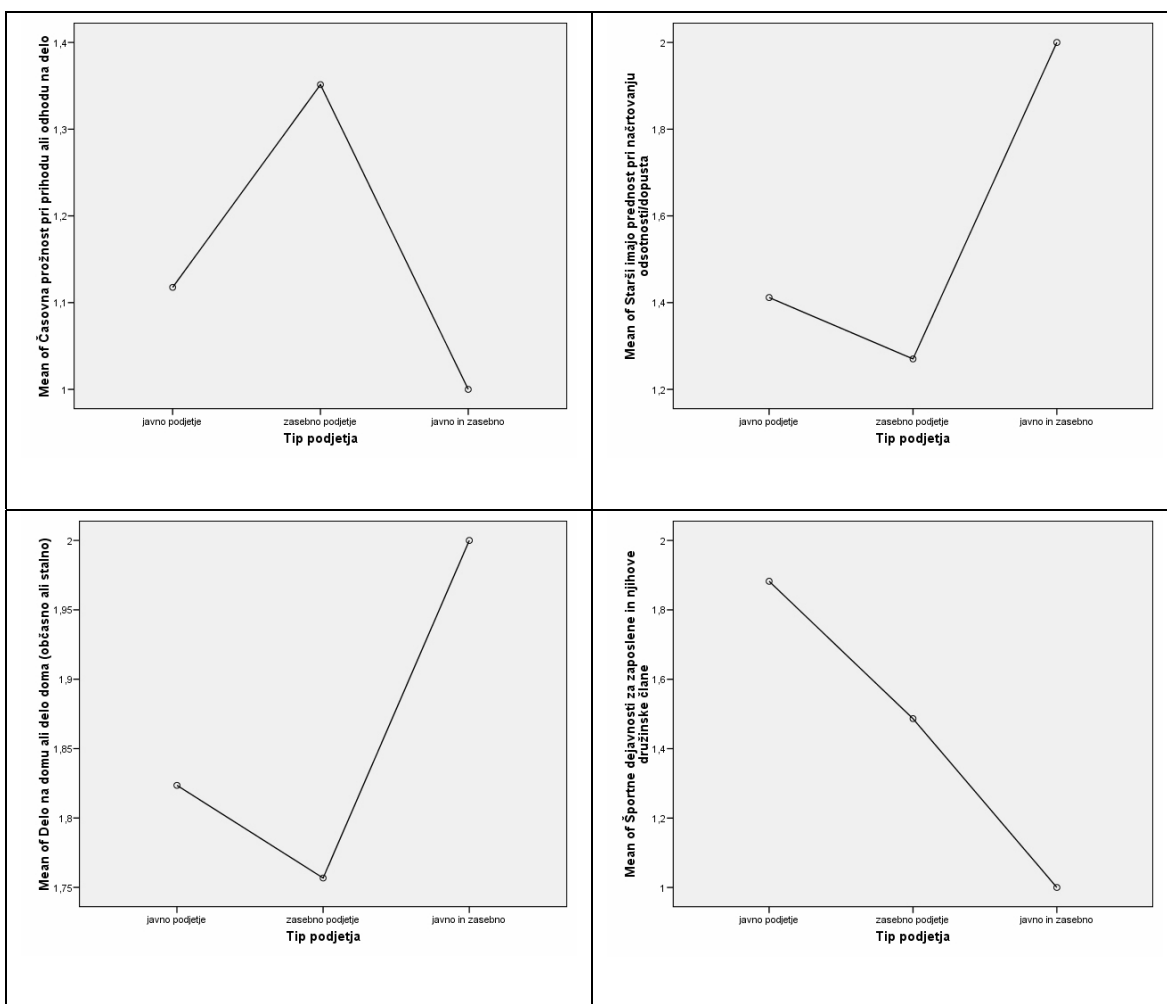 Mean of Časovna prožnost pri prihodu ali odhodu na delo
1,4
1,3
1,2
1,1
1
javno podjetje
zasebno podjetje
javno in zasebno
Tip podjetja
Mean of Starši imajo prednost pri načrtovanju
odsotnosti/dopusta
2
1,8
1,6
1,4
1,2
javno podjetje
zasebno podjetje
javno in zasebno
Tip podjetja
Mean of Delo na domu ali delo doma (občasno ali stalno)
2
1,95
1,9
1,85
1,8
1,75
javno podjetje
zasebno podjetje
javno in zasebno
Tip podjetja
Mean of Športne dejavnosti za zaposlene in njihove
družinske člane
2
1,8
1,6
1,4
1,2
1
javno podjetje
zasebno podjetje
javno in zasebno
Tip podjetja